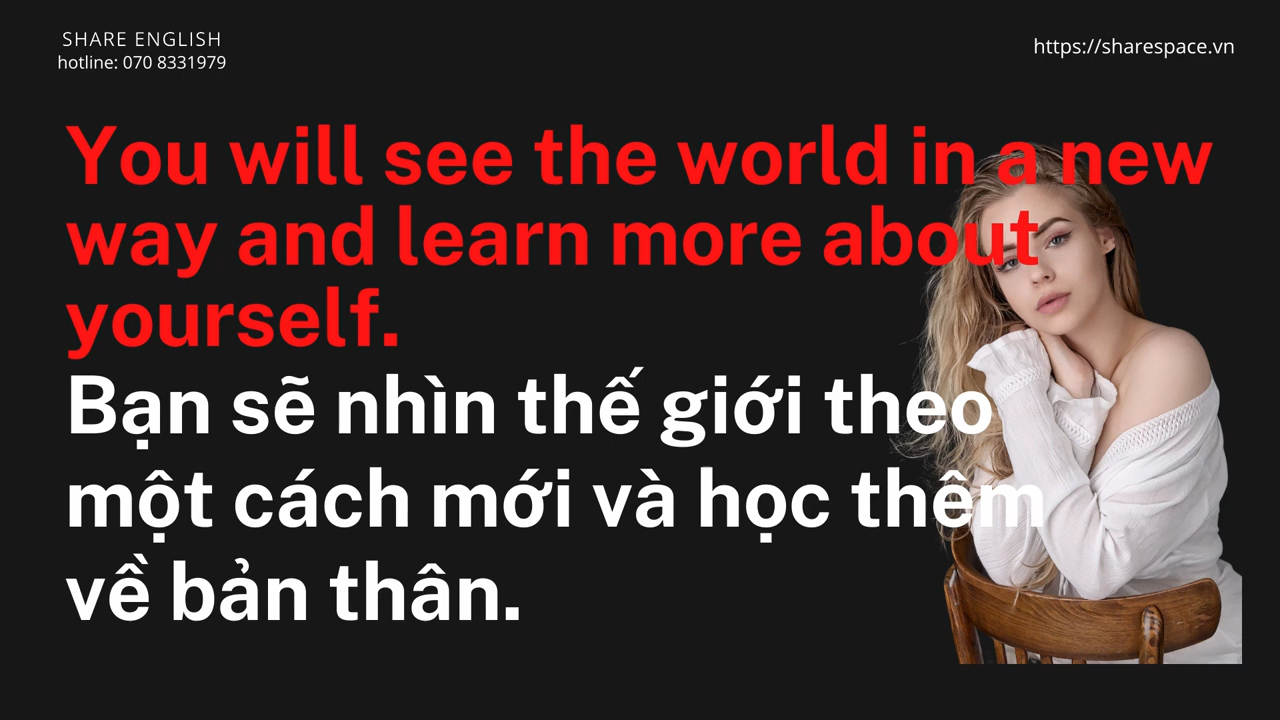 SHARE ENGLISH
hotline: 070 8331979
https://sharespace.vn
You will see the world in a new
way and learn more about
yourself.
Bạn sẽ nhìn thế giới theo
một cách mới và học thêm
về bản thân.